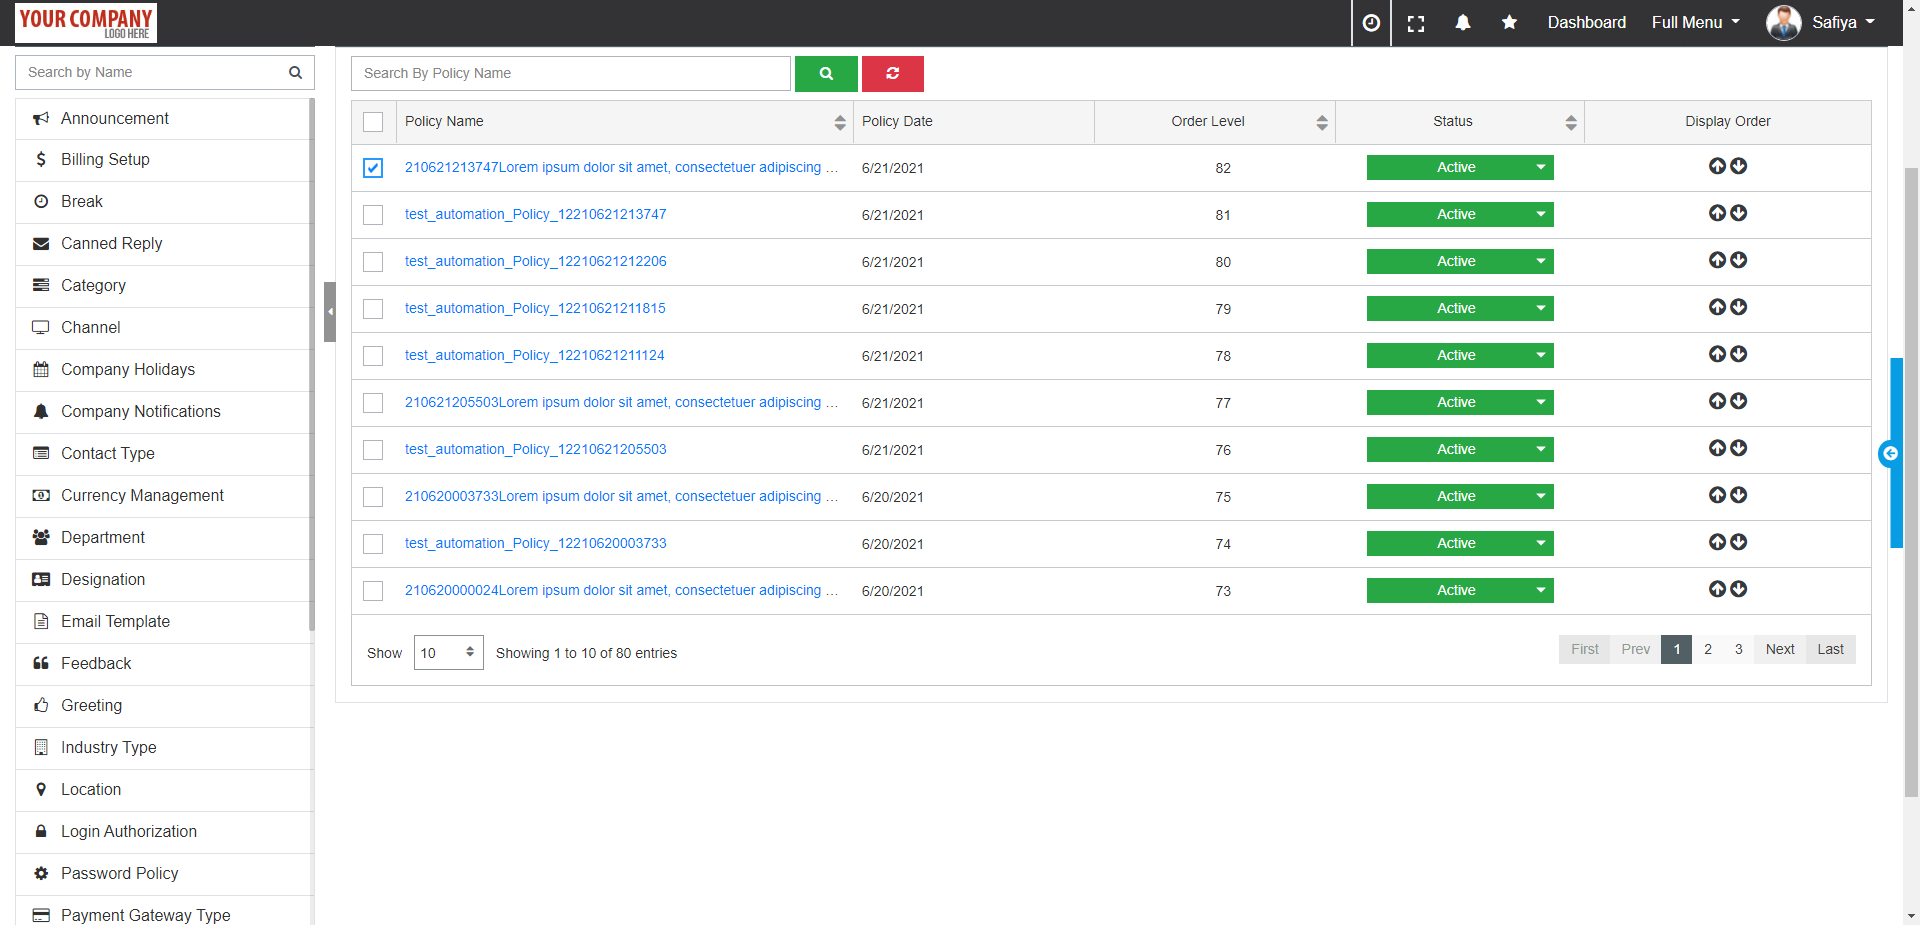 YOUR COMPANY
LOGO HERE
Dashboard Full Menu Safiya
Search by Name
Announcement
Billing Setup
Break
Canned Reply
Category
Channel
Company Holidays
Company Notifications
Contact Type
Currency Management
Department
Designation
Email Template
Feedback
Greeting
Industry Type
Location
Login Authorization
Password Policy
Payment Gateway Type
Search By Policy Name
Policy Name Policy Date Order Level Status Display Order
210621213747Lorem ipsum dolor sit amet, consectetuer adipiscing ... 6/21/2021 82 Active
test_automation_Policy_12210621213747 6/21/2021 81 Active
test_automation_Policy_12210621212206 6/21/2021 80 Active
test_automation_Policy_12210621211815 6/21/2021 79 Active
test_automation_Policy_12210621211124 6/21/2021 78 Active
210621205503Lorem ipsum dolor sit amet, consectetuer adipiscing ... 6/21/2021 77 Active
test_automation_Policy_12210621205503 6/21/2021 76 Active
210620003733Lorem ipsum dolor sit amet, consectetuer adipiscing ... 6/20/2021 75 Active
test_automation_Policy_12210620003733 6/20/2021 74 Active
210620000024Lorem ipsum dolor sit amet, consectetuer adipiscing ... 6/20/2021 73 Active
Show 10 Showing 1 to 10 of 80 entries First Prev 1 2 3 Next Last